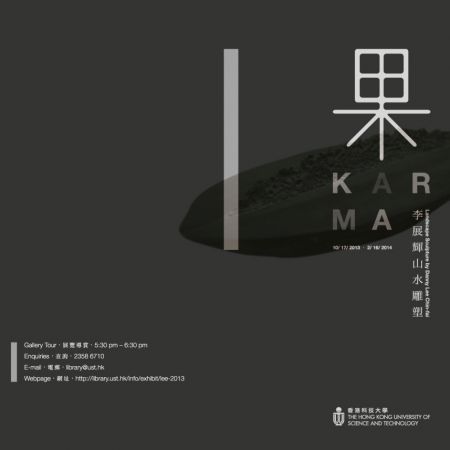 果
KAR
MA
10/ 17/ 2013 - 2/ 16/ 2014
李展輝山水雕塑
Landscape Sculpture by Danny Lee Chin-fai
Gallery Tour · 展覽導賞 · 5:30 pm – 6:30 pm
Enquiries · 查詢 · 2358 6710
E-mail · 電郵 · library@ust.hk
Webpage · 網址 · http://library.ust.hk/info/exhibit/lee-2013
香港科技大學
THE HONG KONG UNIVERSITY OF
SCIENCE AND TECHNOLOGY